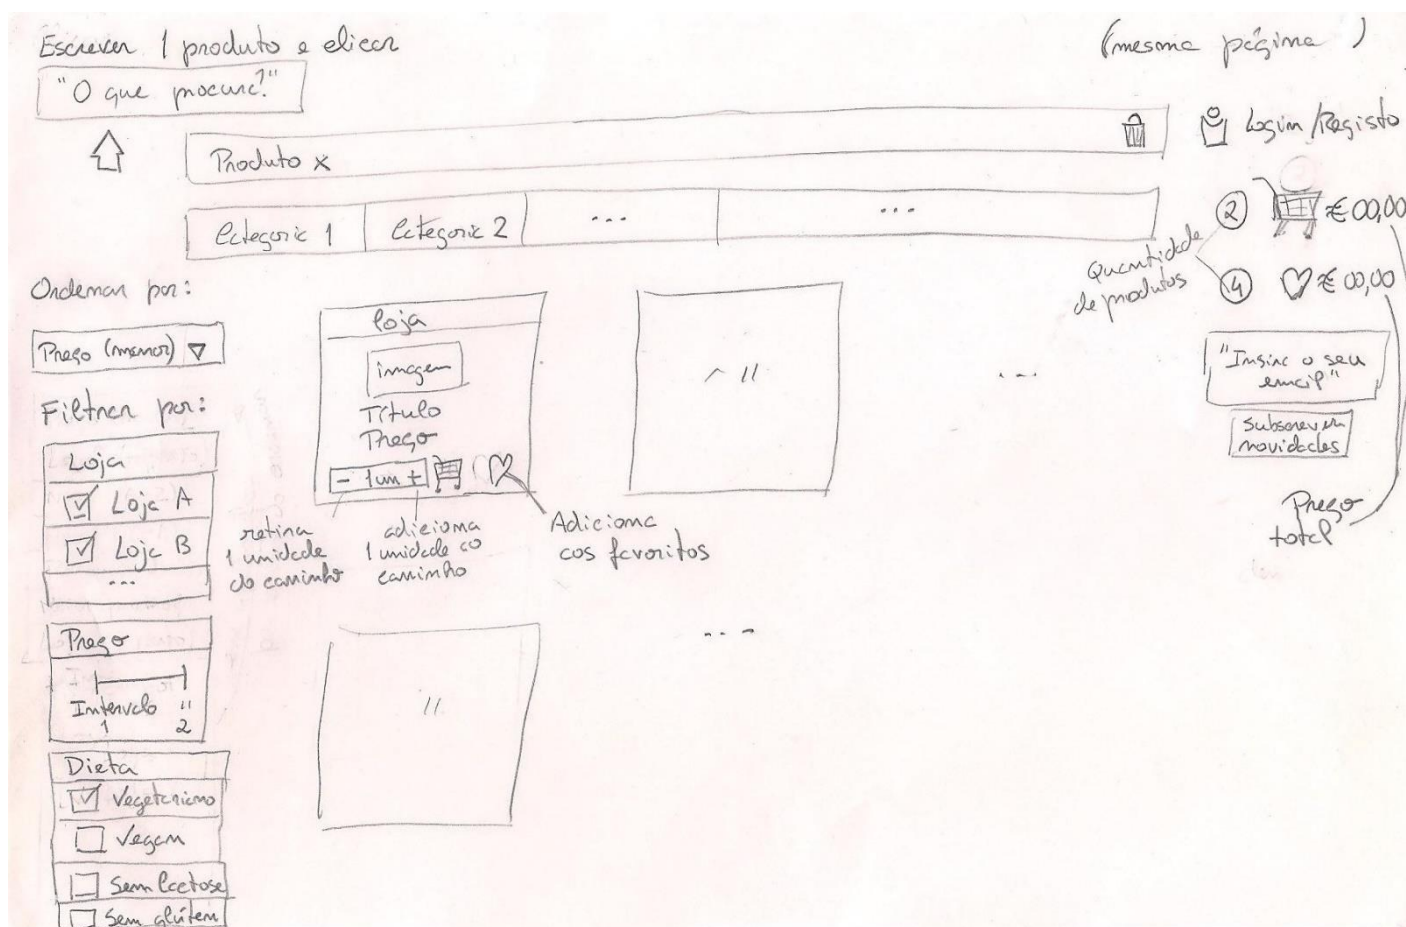 Escrever 1 produto e clicar
(mesma página)
"O que procura?"
Login/Registo
Produto x
Categoria 1
Categoria 2
...
...
2
€00,00
Quantidade
de produtos
4
€00,00
Ordenar por:
Preço (menor)
Filtrar por:
Loja
Loja A
Loja B
...
Preço
Intervalo "
1 2
Dieta
Vegetariano
Vegan
Sem lactose
Sem glúten
loja
imagem
Título
Preço
- 1un +
retira
1 unidade
do carrinho
adiciona
1 unidade ao
carrinho
Adiciona
aos favoritos
"
...
"
...
"Insira o seu
email"
Subscrever
novidades
Preço
total